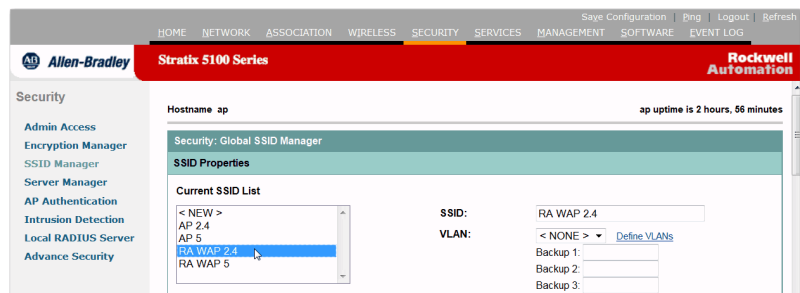 Save Configuration | Ping | Logout | Refresh
HOME NETWORK ASSOCIATION WIRELESS SECURITY SERVICES MANAGEMENT SOFTWARE EVENT LOG
AB Allen-Bradley Stratix 5100 Series Rockwell Automation
Security
Hostname ap ap uptime is 2 hours, 56 minutes
Admin Access
Encryption Manager
SSID Manager
Server Manager
AP Authentication
Intrusion Detection
Local RADIUS Server
Advance Security
Security: Global SSID Manager
SSID Properties
Current SSID List
< NEW >
AP 2.4
AP 5
RA WAP 2.4
RA WAP 5
SSID: RA WAP 2.4
VLAN: < NONE > Define VLANs
Backup 1:
Backup 2:
Backup 3: